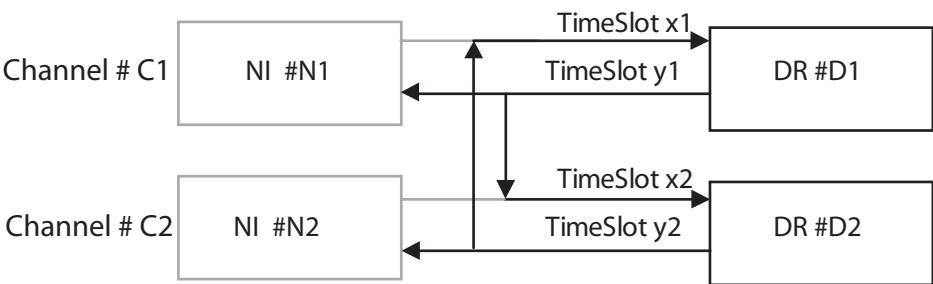 TimeSlot x1
Channel # C1 NI #N1 TimeSlot y1 DR #D1
TimeSlot x2
Channel # C2 NI #N2 TimeSlot y2 DR #D2